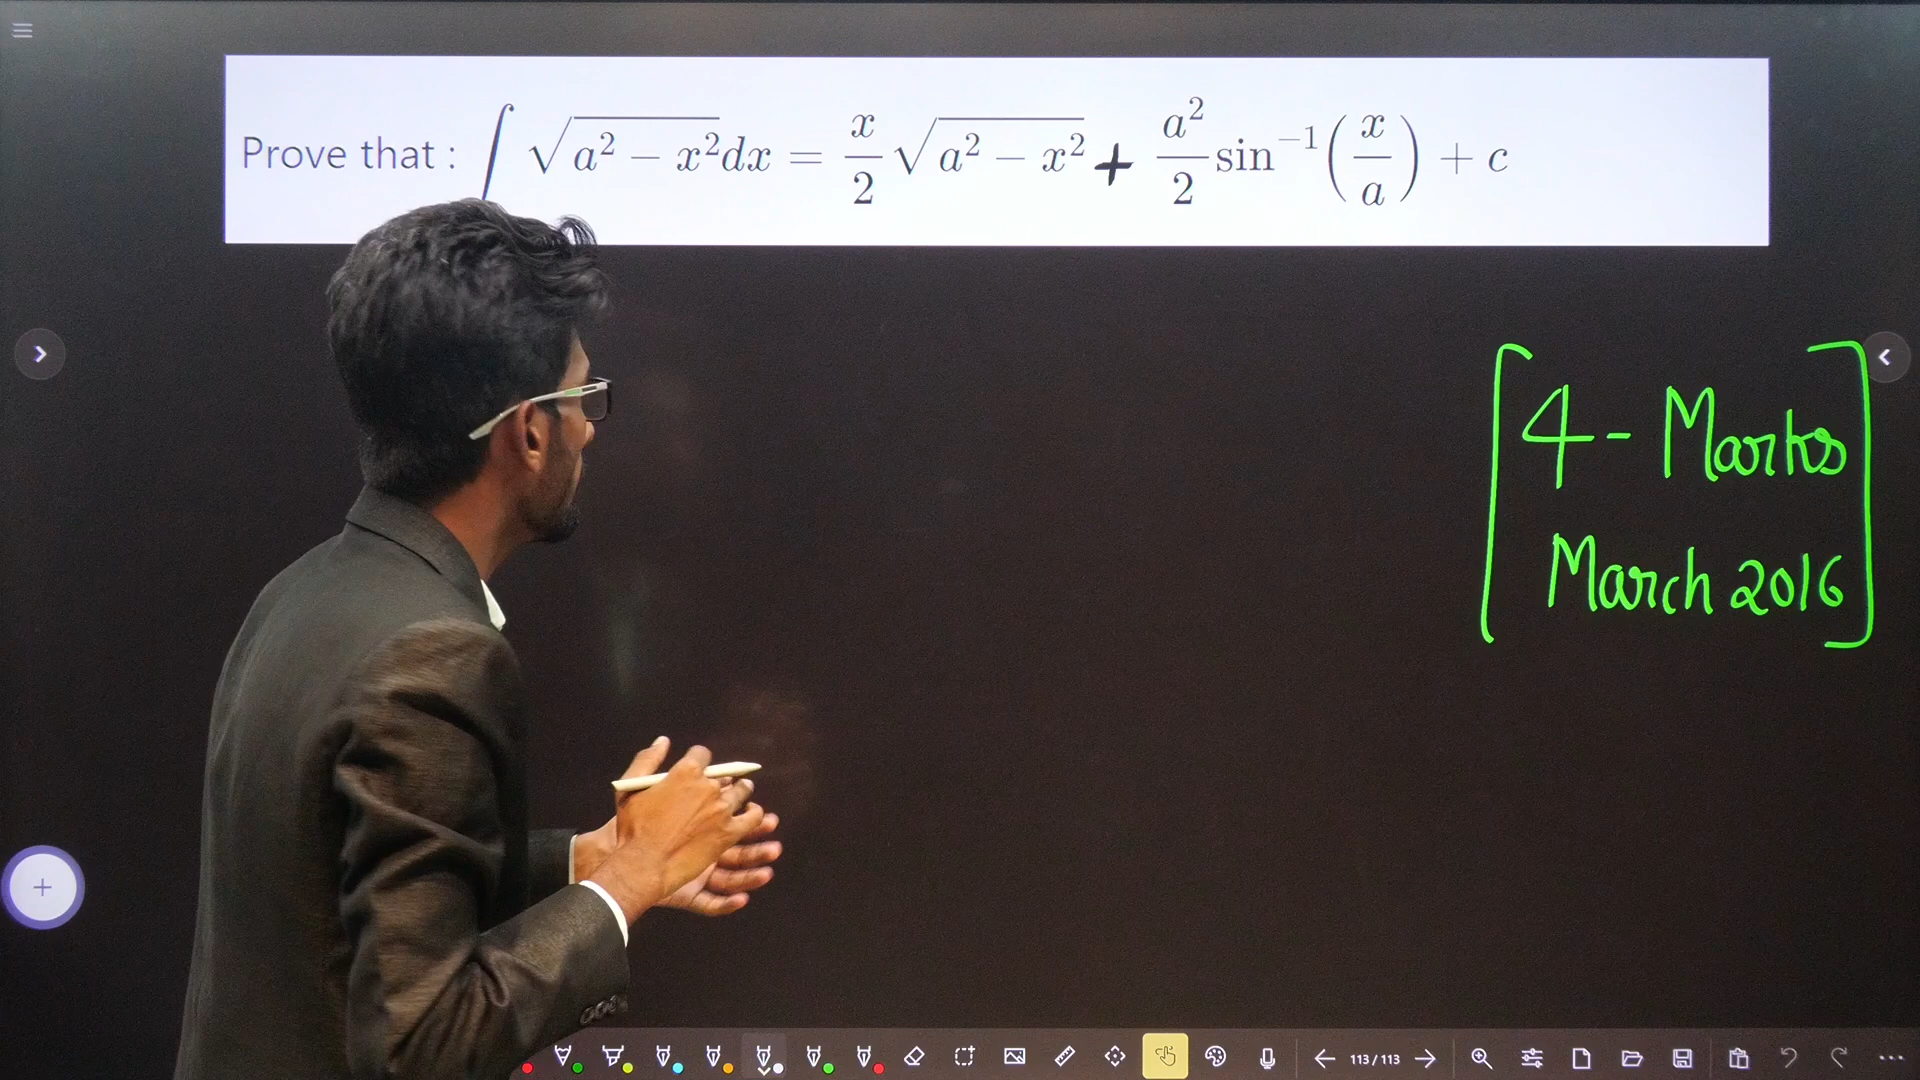 Prove that : ∫ √(a² − x²) dx = x/2 √(a² − x²) + a²/2 sin⁻¹(x/a) + c
4 - Marks
March 2016
113 / 113